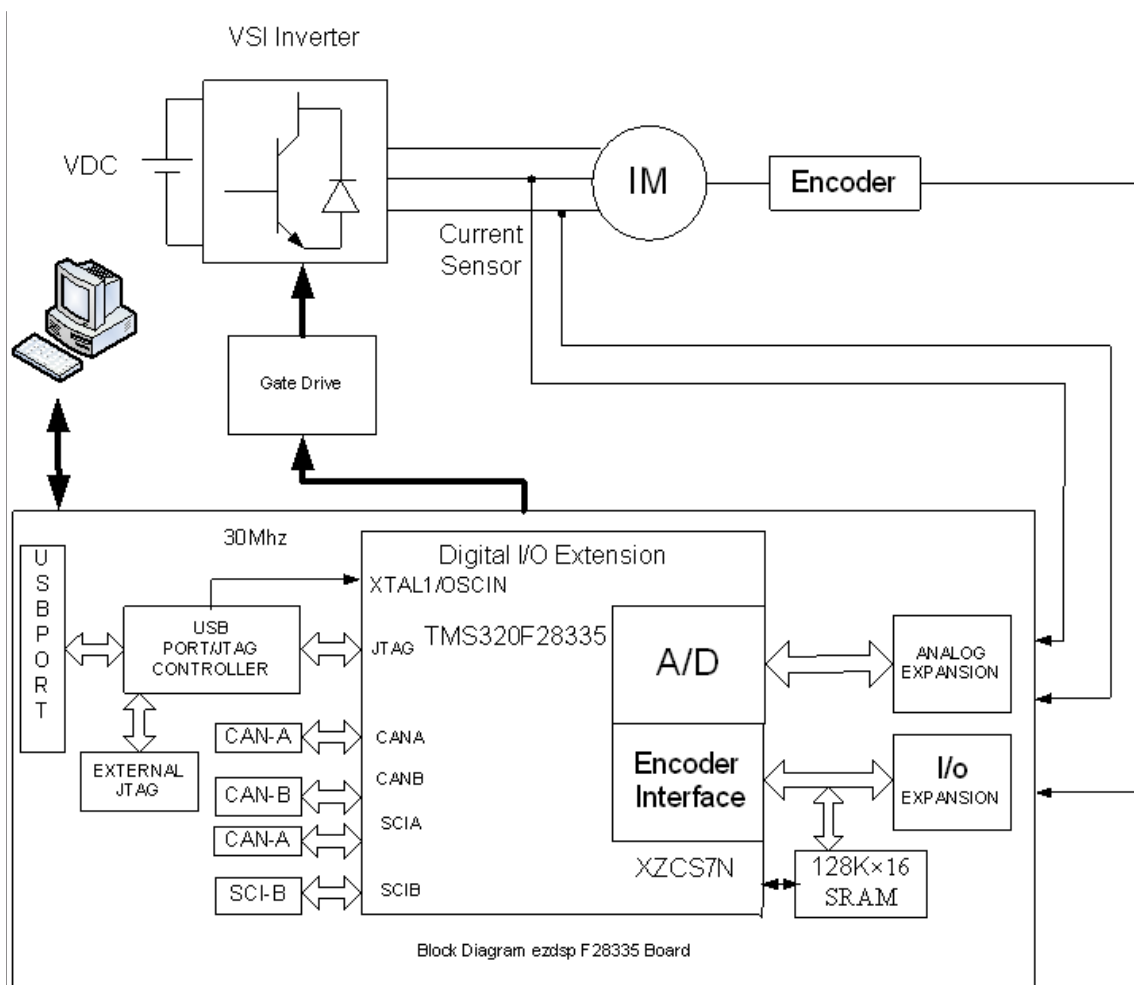 VSI Inverter
VDC
IM
Encoder
Current
Sensor
Gate Drive
30Mhz
USBPORT
Digital I/O Extension
XTAL1/OSCIN
TMS320F28335
USB
PORT/JTAG
CONTROLLER
JTAG
A/D
ANALOG
EXPANSION
EXTERNAL
JTAG
CAN-A
CANA
CAN-B
CANB
CAN-A
SCIA
SCI-B
SCIB
Encoder
Interface
I/o
EXPANSION
XZCS7N
128K×16
SRAM
Block Diagram ezdsp F28335 Board